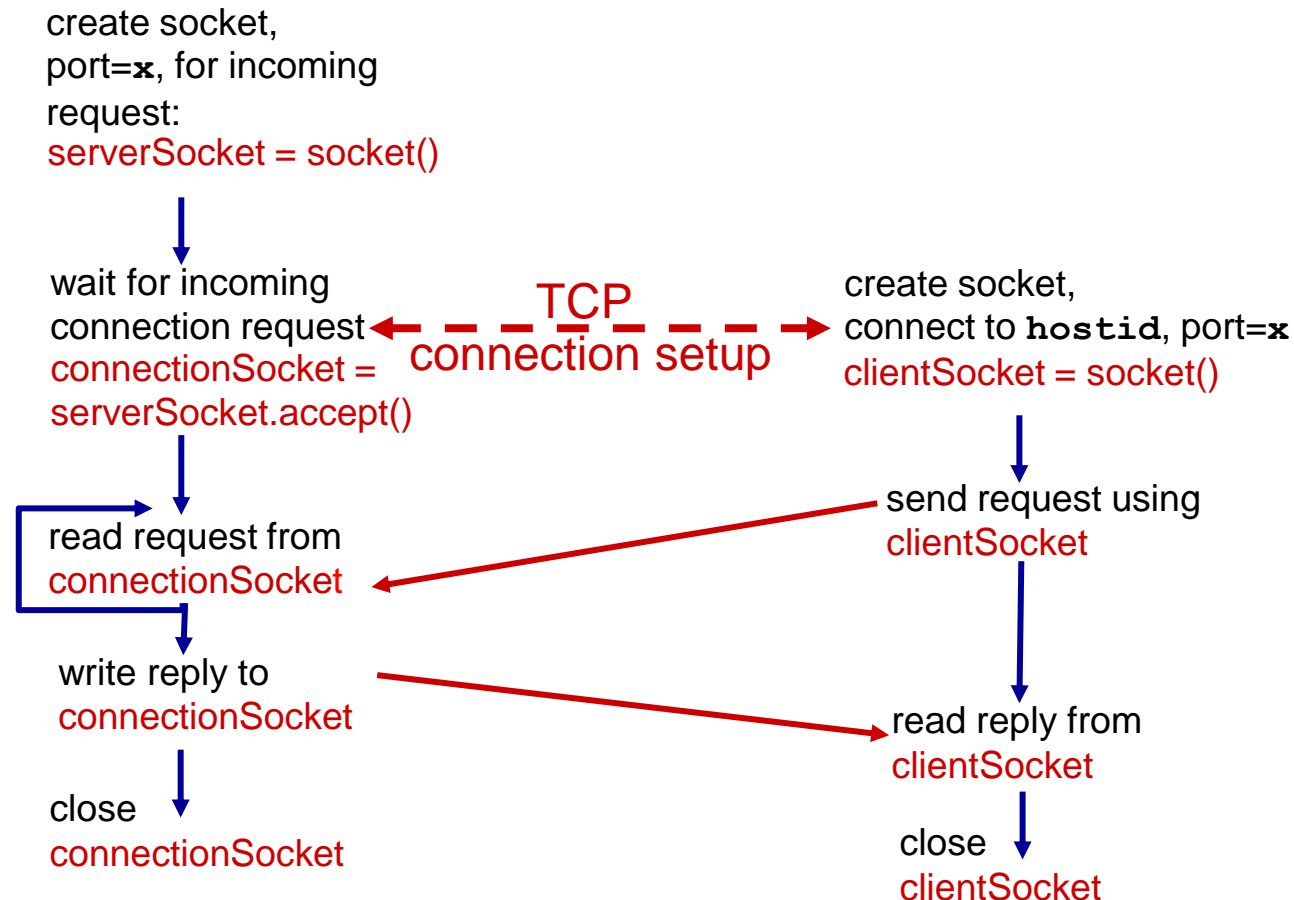 create socket,
port=x, for incoming
request:
serverSocket = socket()
wait for incoming
connection request
connectionSocket =
serverSocket.accept()
TCP
connection setup
create socket,
connect to hostid, port=x
clientSocket = socket()
read request from
connectionSocket
send request using
clientSocket
write reply to
connectionSocket
read reply from
clientSocket
close
connectionSocket
close
clientSocket